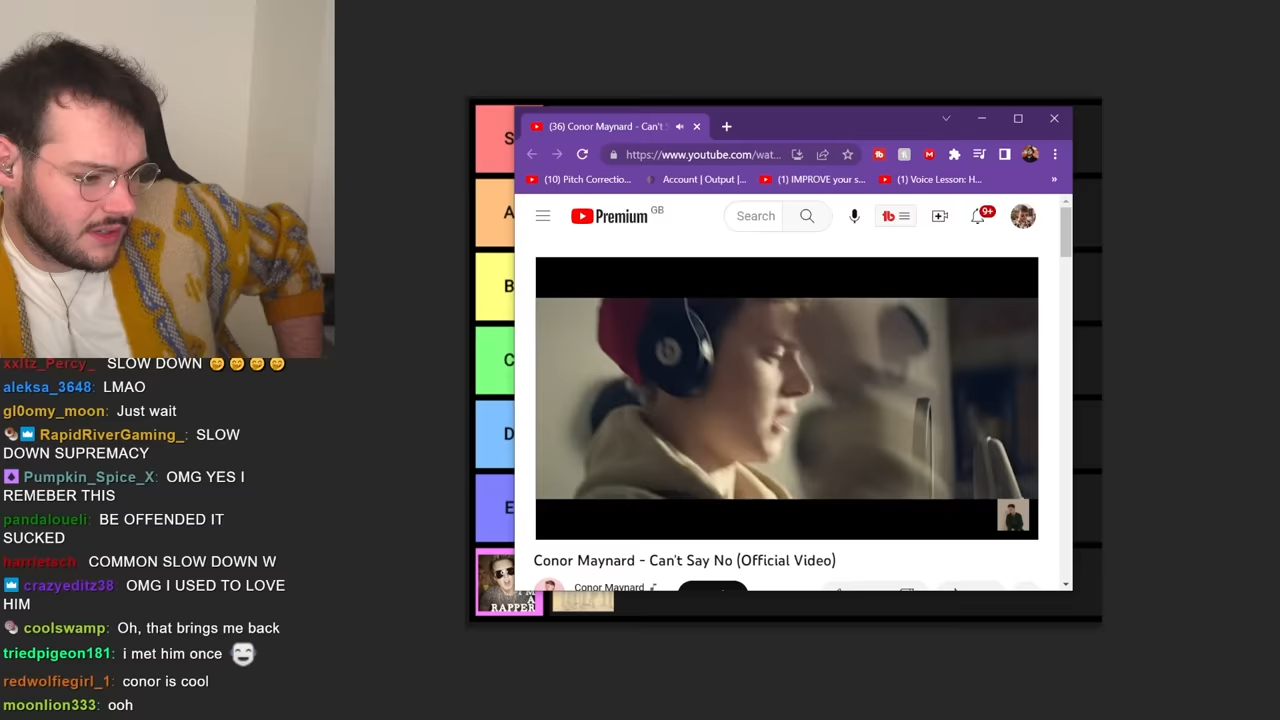 xxItz_Percy_ SLOW DOWN 😊😊😊😊
aleksa_3648: LMAO
gl0omy_moon: Just wait
RapidRiverGaming_: SLOW
DOWN SUPREMACY
Pumpkin_Spice_X: OMG YES I
REMEBER THIS
pandaloueli: BE OFFENDED IT
SUCKED
harrietsch: COMMON SLOW DOWN W
crazyeditz38: OMG I USED TO LOVE
HIM
coolswamp: Oh, that brings me back
triedpigeon181: i met him once
redwolfiegirl_1: conor is cool
moonlion333: ooh
S
A
B
C
D
E
I'M
A
RAPPER
(36) Conor Maynard - Can't
https://www.youtube.com/wat...
(10) Pitch Correctio...
Account | Output |...
(1) IMPROVE your s...
(1) Voice Lesson: H...
»
Premium GB
Search
9+
Conor Maynard - Can't Say No (Official Video)
Conor Maynard